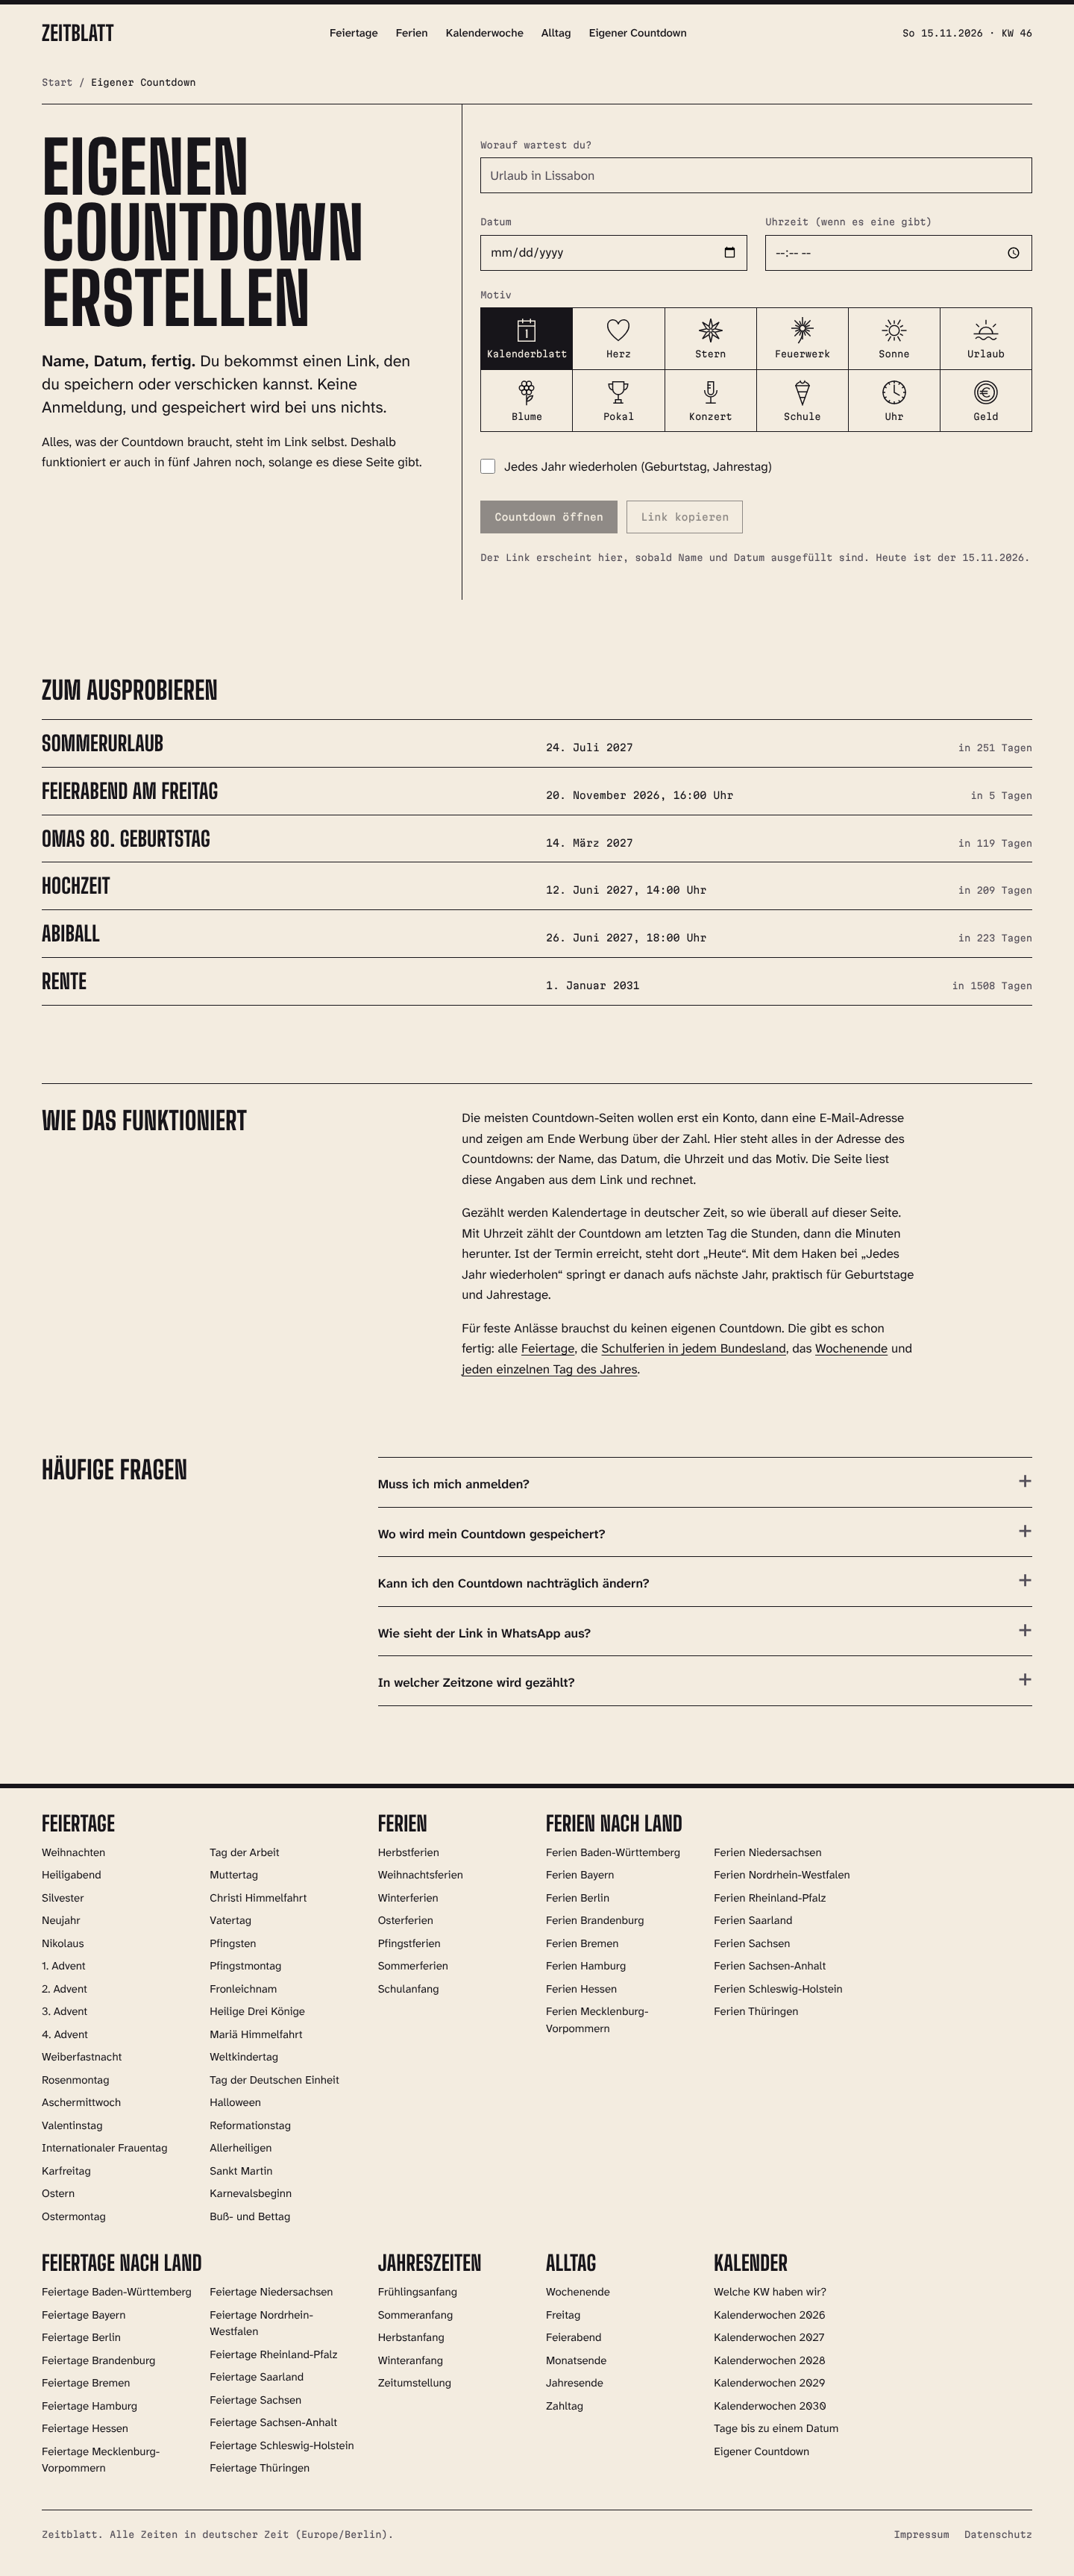 ZEITBLATT
Feiertage Ferien Kalenderwoche Alltag Eigener Countdown
So 15.11.2026 · KW 46
Start / Eigener Countdown
EIGENEN
COUNTDOWN
ERSTELLEN
Name, Datum, fertig. Du bekommst einen Link, den
du speichern oder verschicken kannst. Keine
Anmeldung, und gespeichert wird bei uns nichts.
Alles, was der Countdown braucht, steht im Link selbst. Deshalb
funktioniert er auch in fünf Jahren noch, solange es diese Seite gibt.
Worauf wartest du?
Urlaub in Lissabon
Datum
mm/dd/yyyy
Uhrzeit (wenn es eine gibt)
--:-- --
Motiv
Kalenderblatt Herz Stern Feuerwerk Sonne Urlaub
Blume Pokal Konzert Schule Uhr Geld
Jedes Jahr wiederholen (Geburtstag, Jahrestag)
Countdown öffnen Link kopieren
Der Link erscheint hier, sobald Name und Datum ausgefüllt sind. Heute ist der 15.11.2026.
ZUM AUSPROBIEREN
SOMMERURLAUB 24. Juli 2027 in 251 Tagen
FEIERABEND AM FREITAG 20. November 2026, 16:00 Uhr in 5 Tagen
OMAS 80. GEBURTSTAG 14. März 2027 in 119 Tagen
HOCHZEIT 12. Juni 2027, 14:00 Uhr in 209 Tagen
ABIBALL 26. Juni 2027, 18:00 Uhr in 223 Tagen
RENTE 1. Januar 2031 in 1508 Tagen
WIE DAS FUNKTIONIERT
Die meisten Countdown-Seiten wollen erst ein Konto, dann eine E-Mail-Adresse
und zeigen am Ende Werbung über der Zahl. Hier steht alles in der Adresse des
Countdowns: der Name, das Datum, die Uhrzeit und das Motiv. Die Seite liest
diese Angaben aus dem Link und rechnet.
Gezählt werden Kalendertage in deutscher Zeit, so wie überall auf dieser Seite.
Mit Uhrzeit zählt der Countdown am letzten Tag die Stunden, dann die Minuten
herunter. Ist der Termin erreicht, steht dort „Heute“. Mit dem Haken bei „Jedes
Jahr wiederholen“ springt er danach aufs nächste Jahr, praktisch für Geburtstage
und Jahrestage.
Für feste Anlässe brauchst du keinen eigenen Countdown. Die gibt es schon
fertig: alle Feiertage, die Schulferien in jedem Bundesland, das Wochenende und
jeden einzelnen Tag des Jahres.
HÄUFIGE FRAGEN
Muss ich mich anmelden? +
Wo wird mein Countdown gespeichert? +
Kann ich den Countdown nachträglich ändern? +
Wie sieht der Link in WhatsApp aus? +
In welcher Zeitzone wird gezählt? +
FEIERTAGE
Weihnachten
Heiligabend
Silvester
Neujahr
Nikolaus
1. Advent
2. Advent
3. Advent
4. Advent
Weiberfastnacht
Rosenmontag
Aschermittwoch
Valentinstag
Internationaler Frauentag
Karfreitag
Ostern
Ostermontag
Tag der Arbeit
Muttertag
Christi Himmelfahrt
Vatertag
Pfingsten
Pfingstmontag
Fronleichnam
Heilige Drei Könige
Mariä Himmelfahrt
Weltkindertag
Tag der Deutschen Einheit
Halloween
Reformationstag
Allerheiligen
Sankt Martin
Karnevalsbeginn
Buß- und Bettag
FERIEN
Herbstferien
Weihnachtsferien
Winterferien
Osterferien
Pfingstferien
Sommerferien
Schulanfang
FERIEN NACH LAND
Ferien Baden-Württemberg
Ferien Bayern
Ferien Berlin
Ferien Brandenburg
Ferien Bremen
Ferien Hamburg
Ferien Hessen
Ferien Mecklenburg-
Vorpommern
Ferien Niedersachsen
Ferien Nordrhein-Westfalen
Ferien Rheinland-Pfalz
Ferien Saarland
Ferien Sachsen
Ferien Sachsen-Anhalt
Ferien Schleswig-Holstein
Ferien Thüringen
FEIERTAGE NACH LAND
Feiertage Baden-Württemberg
Feiertage Bayern
Feiertage Berlin
Feiertage Brandenburg
Feiertage Bremen
Feiertage Hamburg
Feiertage Hessen
Feiertage Mecklenburg-
Vorpommern
Feiertage Niedersachsen
Feiertage Nordrhein-
Westfalen
Feiertage Rheinland-Pfalz
Feiertage Saarland
Feiertage Sachsen
Feiertage Sachsen-Anhalt
Feiertage Schleswig-Holstein
Feiertage Thüringen
JAHRESZEITEN
Frühlingsanfang
Sommeranfang
Herbstanfang
Winteranfang
Zeitumstellung
ALLTAG
Wochenende
Freitag
Feierabend
Monatsende
Jahresende
Zahltag
KALENDER
Welche KW haben wir?
Kalenderwochen 2026
Kalenderwochen 2027
Kalenderwochen 2028
Kalenderwochen 2029
Kalenderwochen 2030
Tage bis zu einem Datum
Eigener Countdown
Zeitblatt. Alle Zeiten in deutscher Zeit (Europe/Berlin).
Impressum Datenschutz